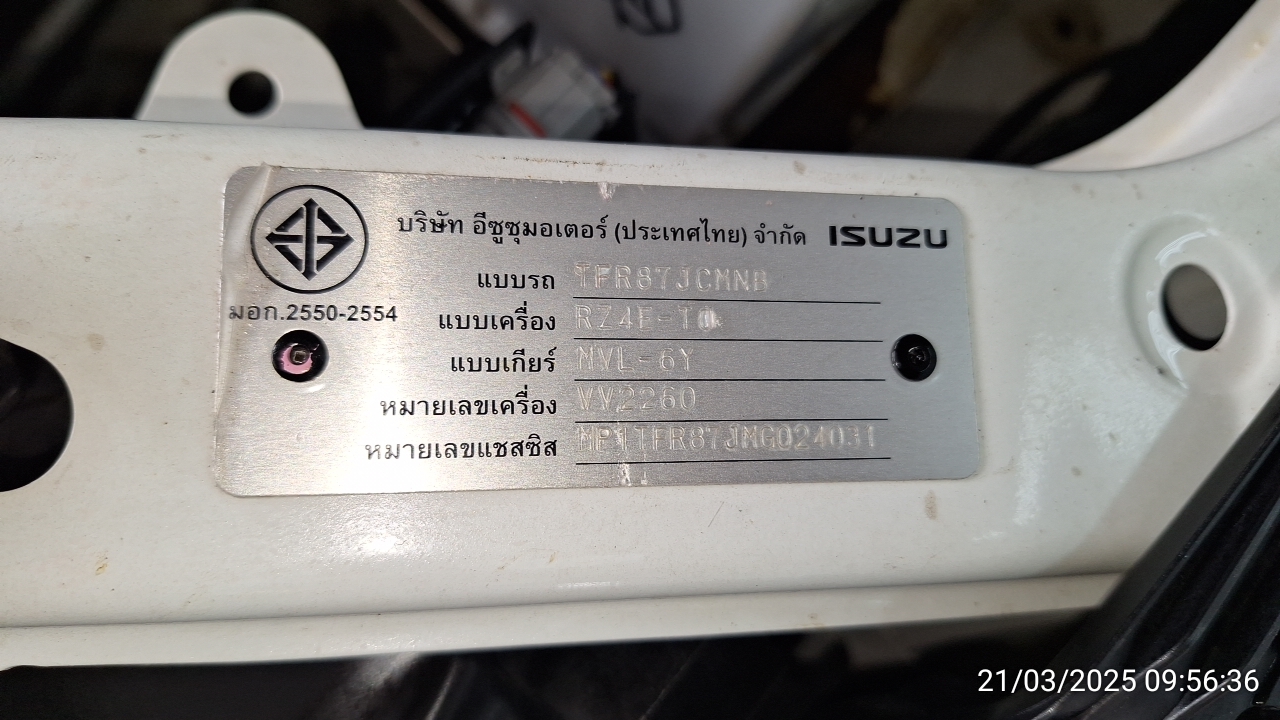 บริษัท อีซูซุมอเตอร์ (ประเทศไทย) จำกัด ISUZU
แบบรถ TFR87JCMNB
มอก.2550-2554
แบบเครื่อง
แบบเกียร์ MVL-6Y
หมายเลขเครื่อง VV2260
หมายเลขแชสซิส MP1TFR87JMG024031
21/03/2025 09:56:36